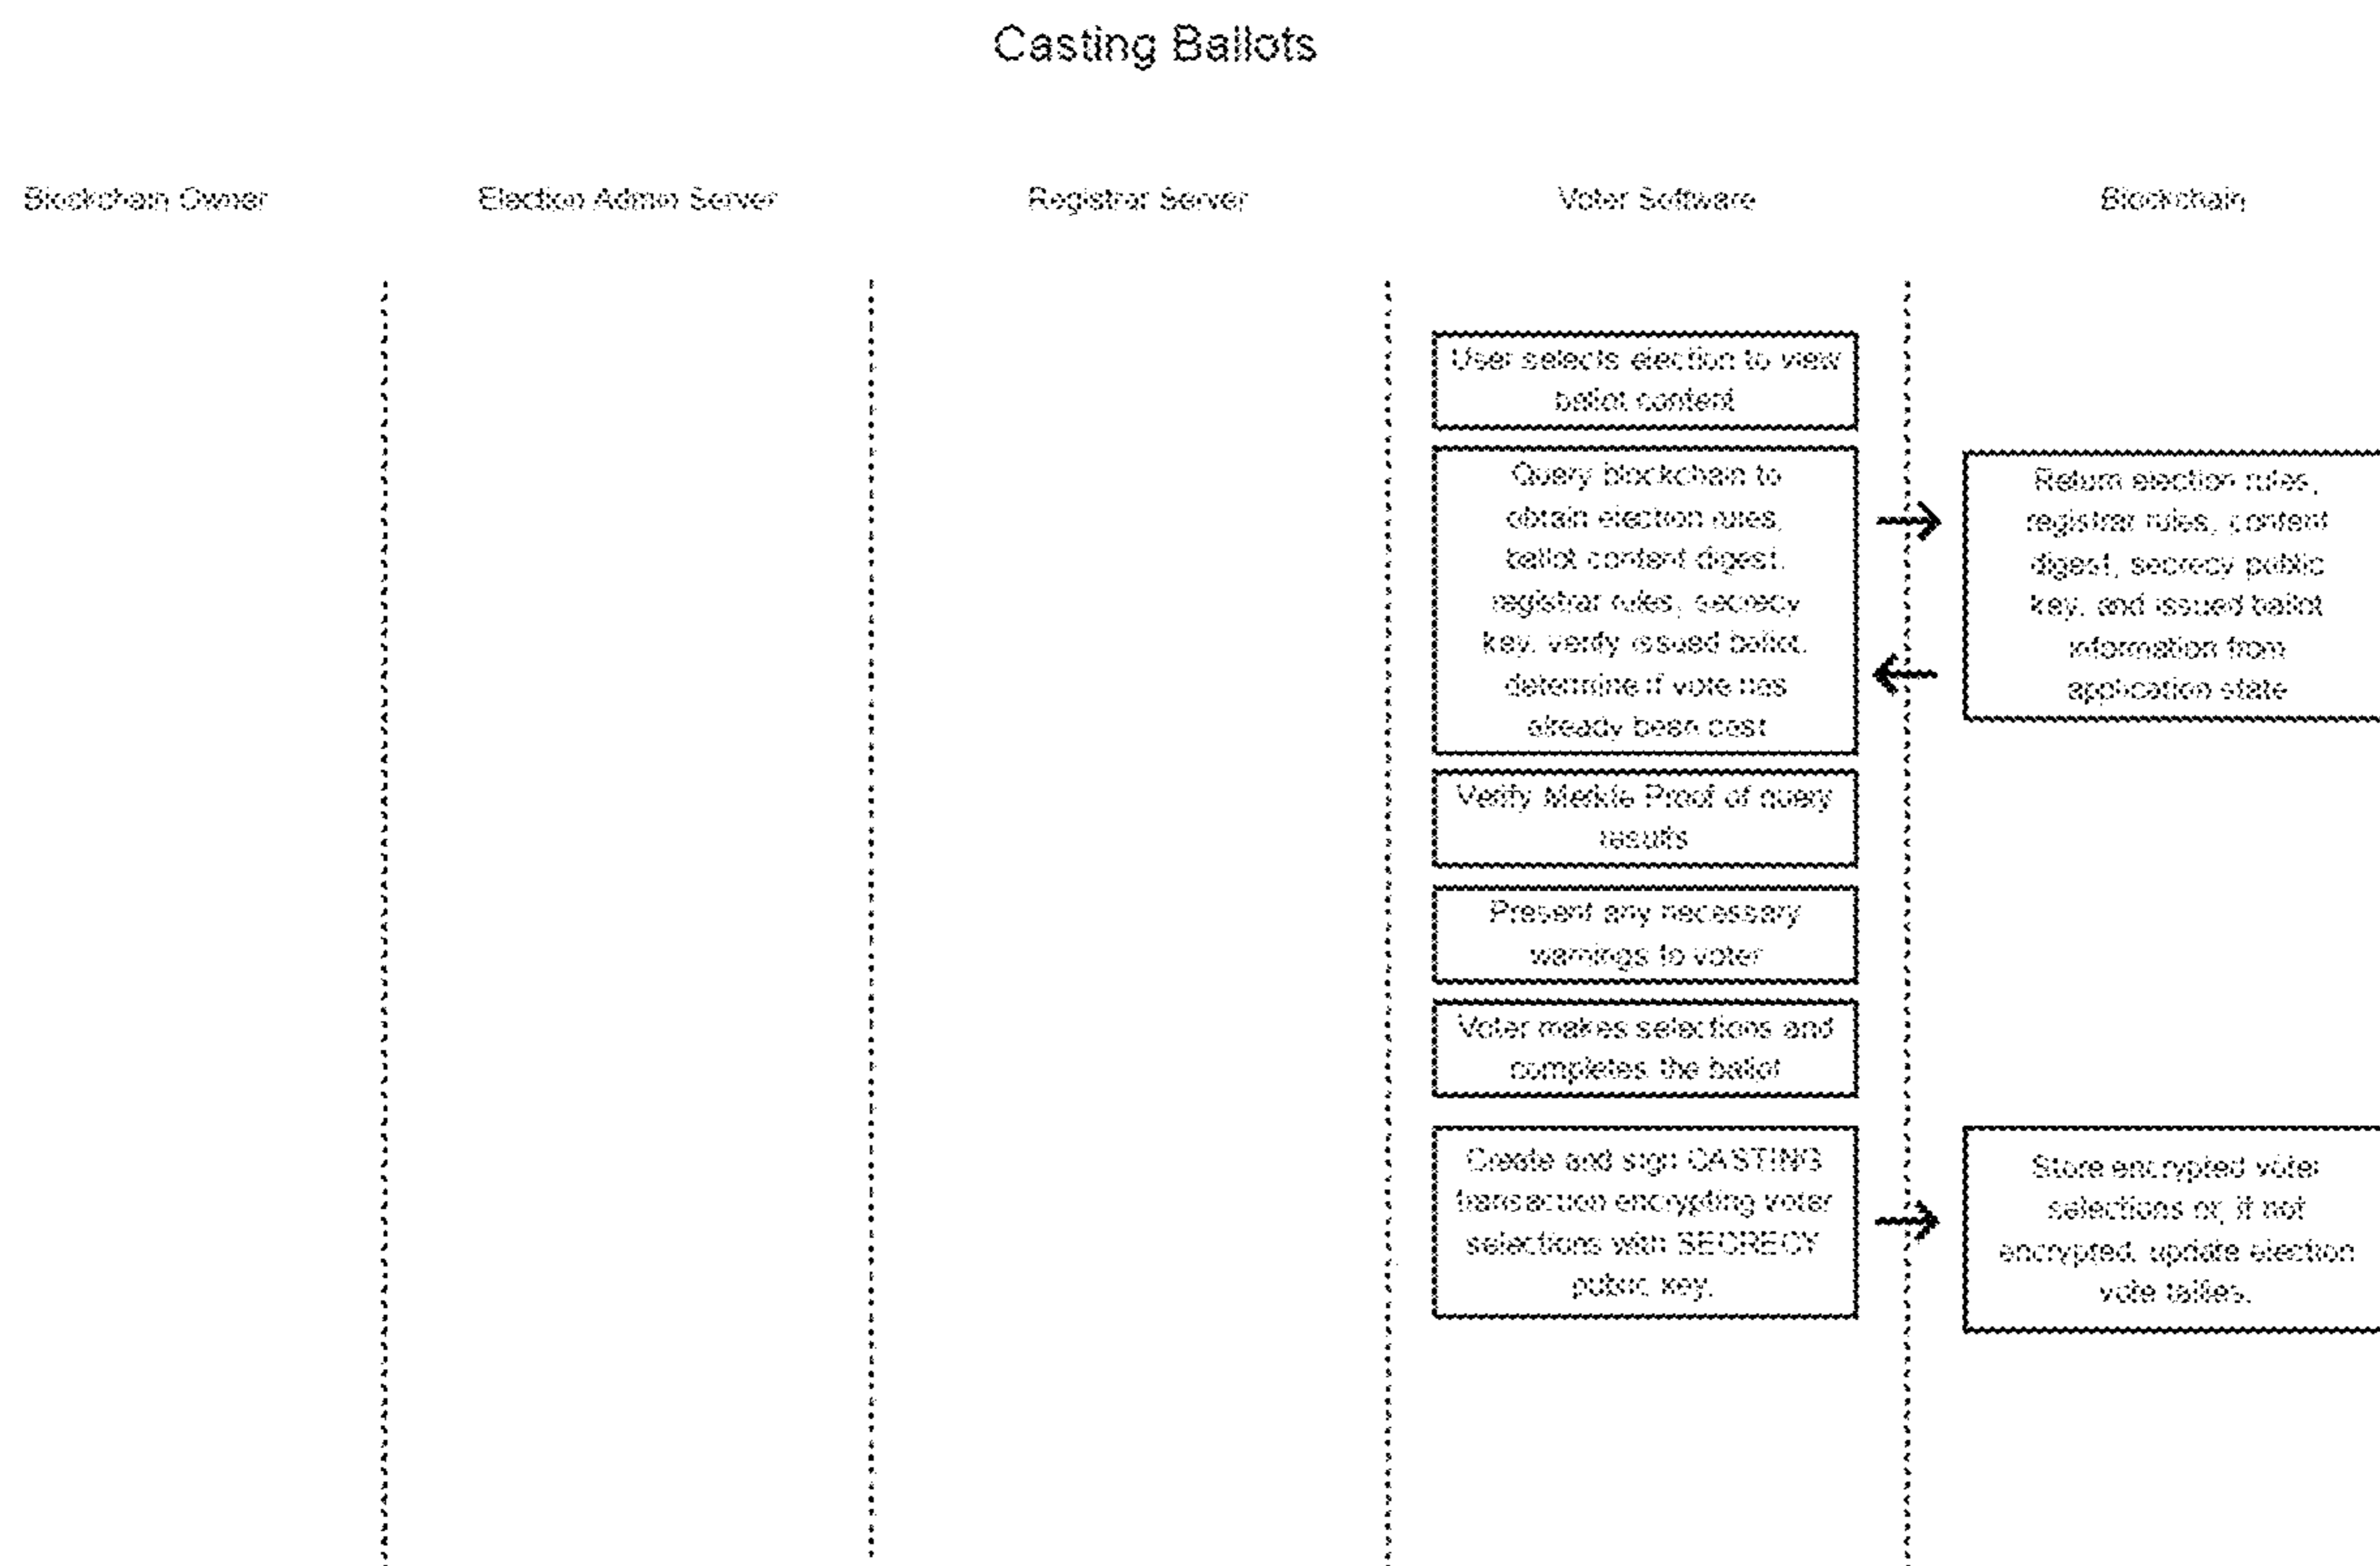 Casting Ballots
Blockchain Owner
Election Admin Server
Registrar Server
Voter Software
Blockchain
User selects election to view
ballot content
Query blockchain to
obtain election rules,
ballot content digest,
registrar rules, secrecy
key, verify issued ballot,
determine if vote has
already been cast
Return election rules,
registrar rules, content
digest, secrecy public
key, and issued ballot
information from
application state
Verify Merkle Proof of query
results
Present any necessary
warnings to voter
Voter makes selections and
completes the ballot
Create and sign CASTING
transaction encrypting voter
selections with SECRECY
public key.
Store encrypted voter
selections or, if not
encrypted, update election
vote tallies.